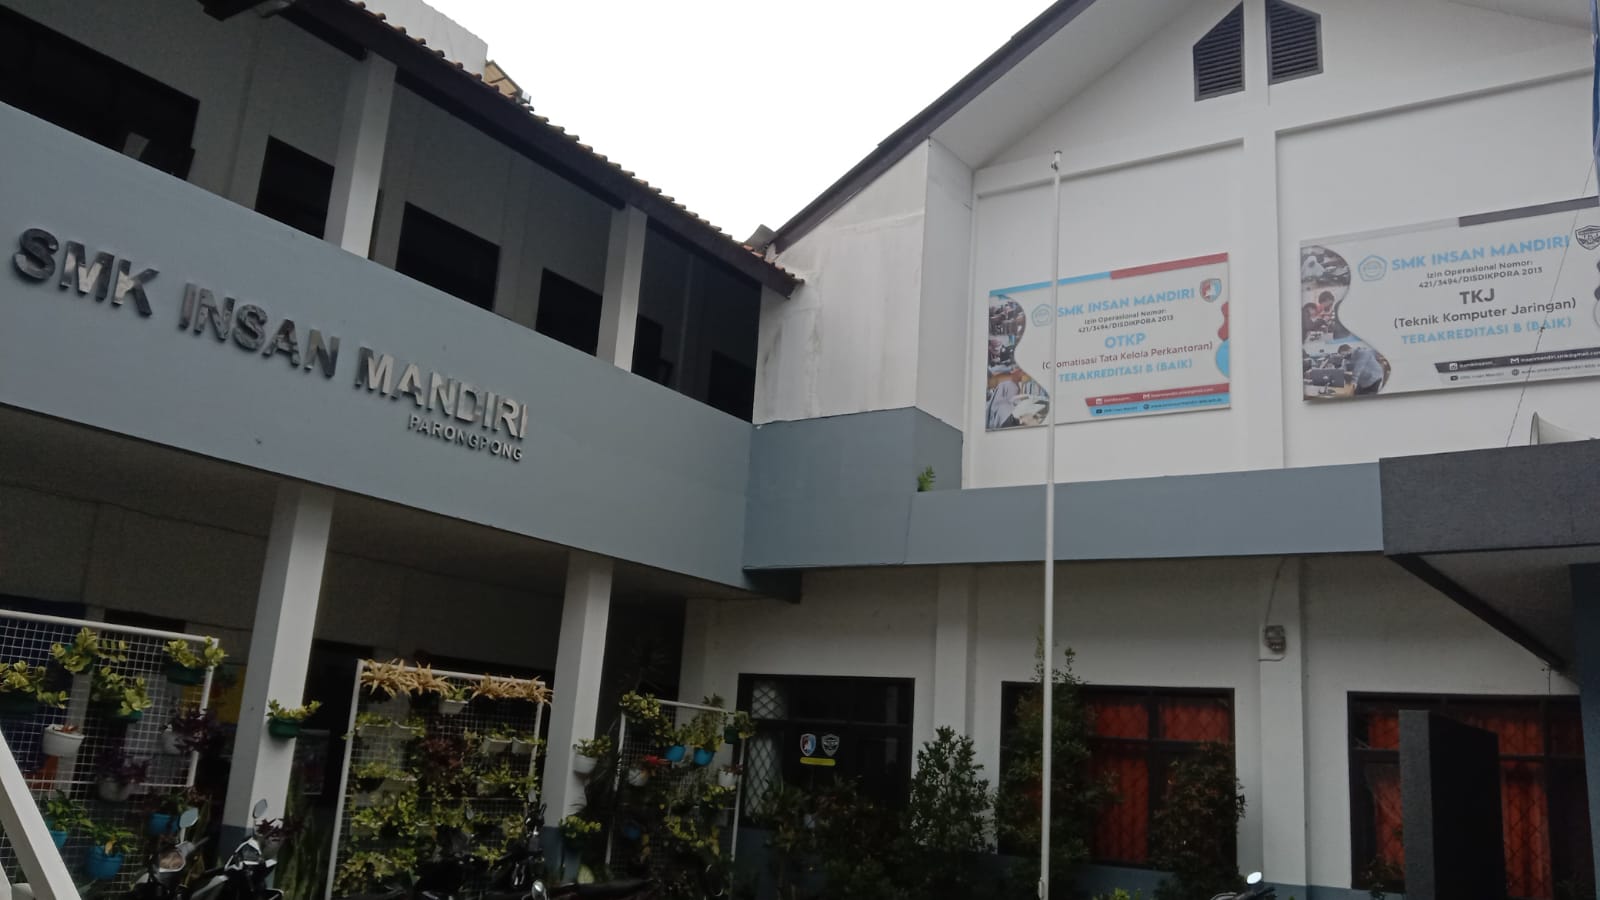 SMK INSAN MANDIRI
PARONGPONG
SMK INSAN MANDIRI
Izin Operasional Nomor:
421/3494/DISDIKPORA 2013
OTKP
(Otomatisasi Tata Kelola Perkantoran)
TERAKREDITASI B (BAIK)
SMK INSAN MANDIRI
Izin Operasional Nomor:
421/3494/DISDIKPORA 2013
TKJ
(Teknik Komputer Jaringan)
TERAKREDITASI B (BAIK)